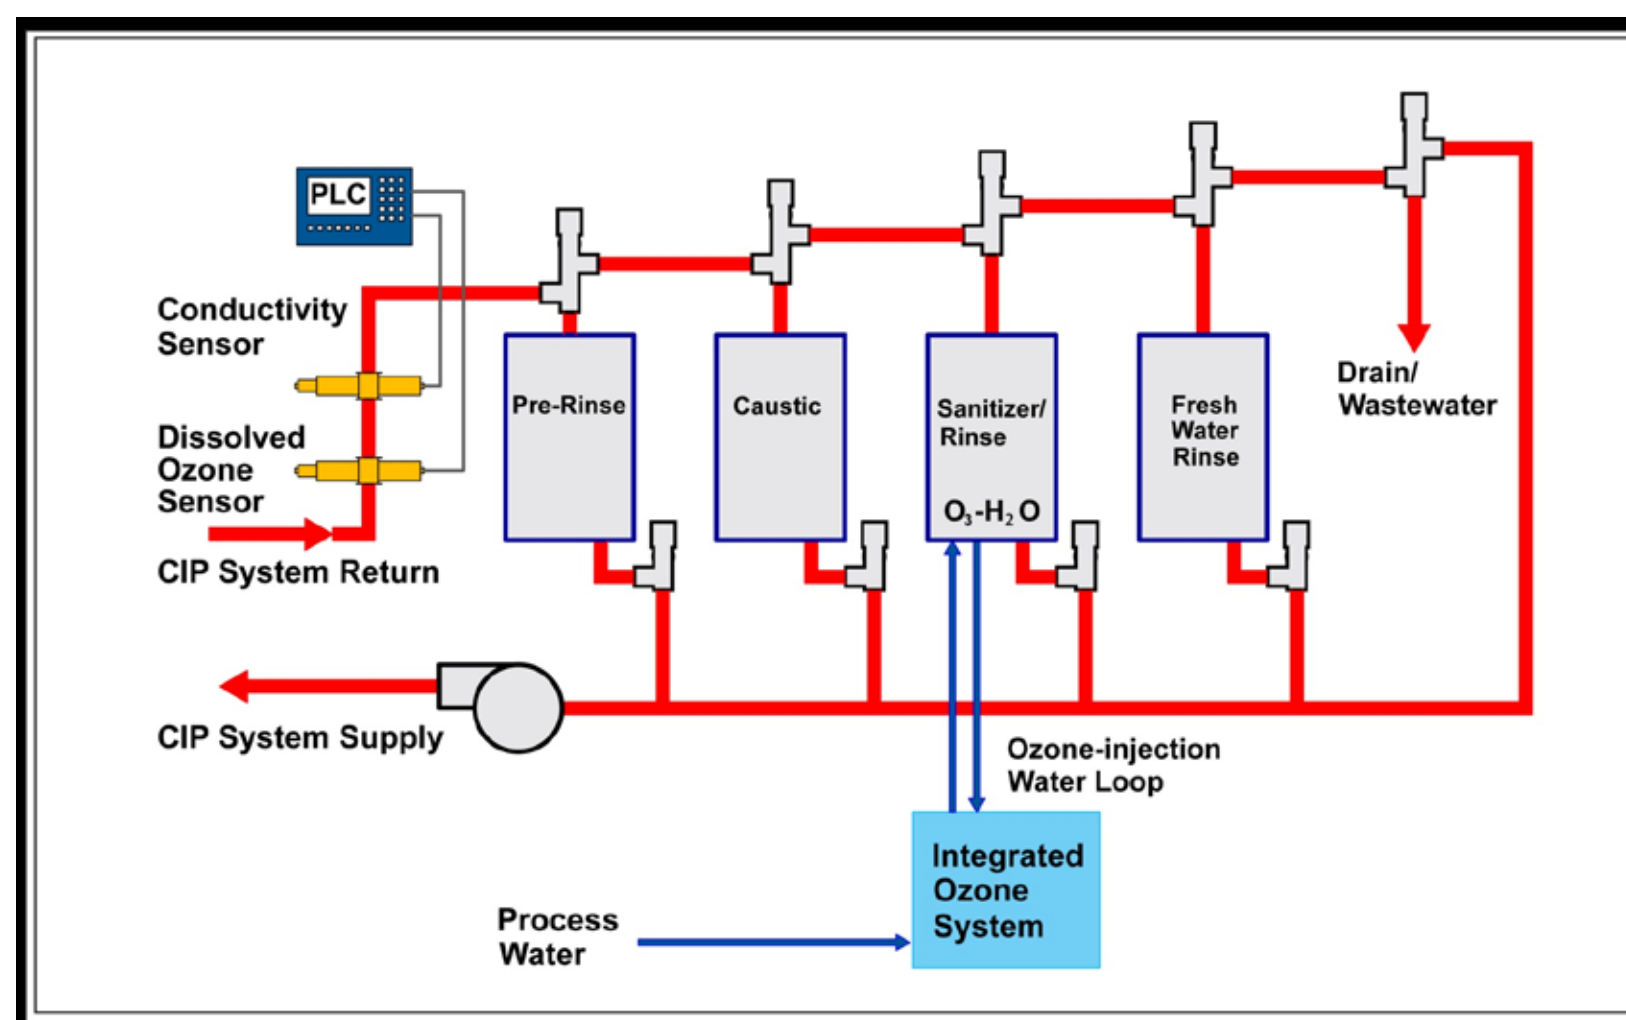 PLC
Conductivity
Sensor
Dissolved
Ozone
Sensor
CIP System Return
Pre-Rinse
Caustic
Sanitizer/
Rinse
O₃-H₂O
Fresh
Water
Rinse
Drain/
Wastewater
CIP System Supply
Ozone-injection
Water Loop
Integrated
Ozone
System
Process
Water